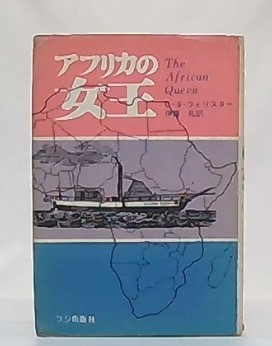 アフリカの
女王
The
African
Queen
C・S・フォリスター
伊藤 礼訳
フジ出版社